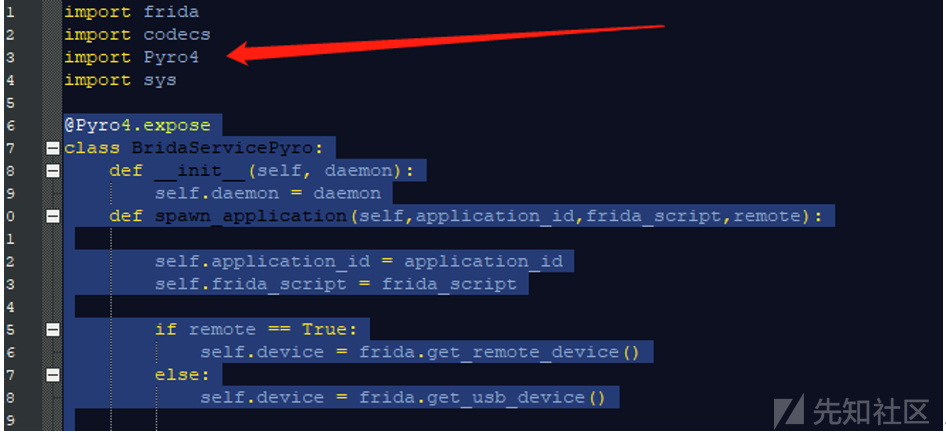 1 import frida
2 import codecs
3 import Pyro4
4 import sys
5
6 @Pyro4.expose
7 class BridaServicePyro:
8     def __init__(self, daemon):
9         self.daemon = daemon
0     def spawn_application(self,application_id,frida_script,remote):
1
2         self.application_id = application_id
3         self.frida_script = frida_script
4
5         if remote == True:
6             self.device = frida.get_remote_device()
7         else:
8             self.device = frida.get_usb_device()
9
先知社区